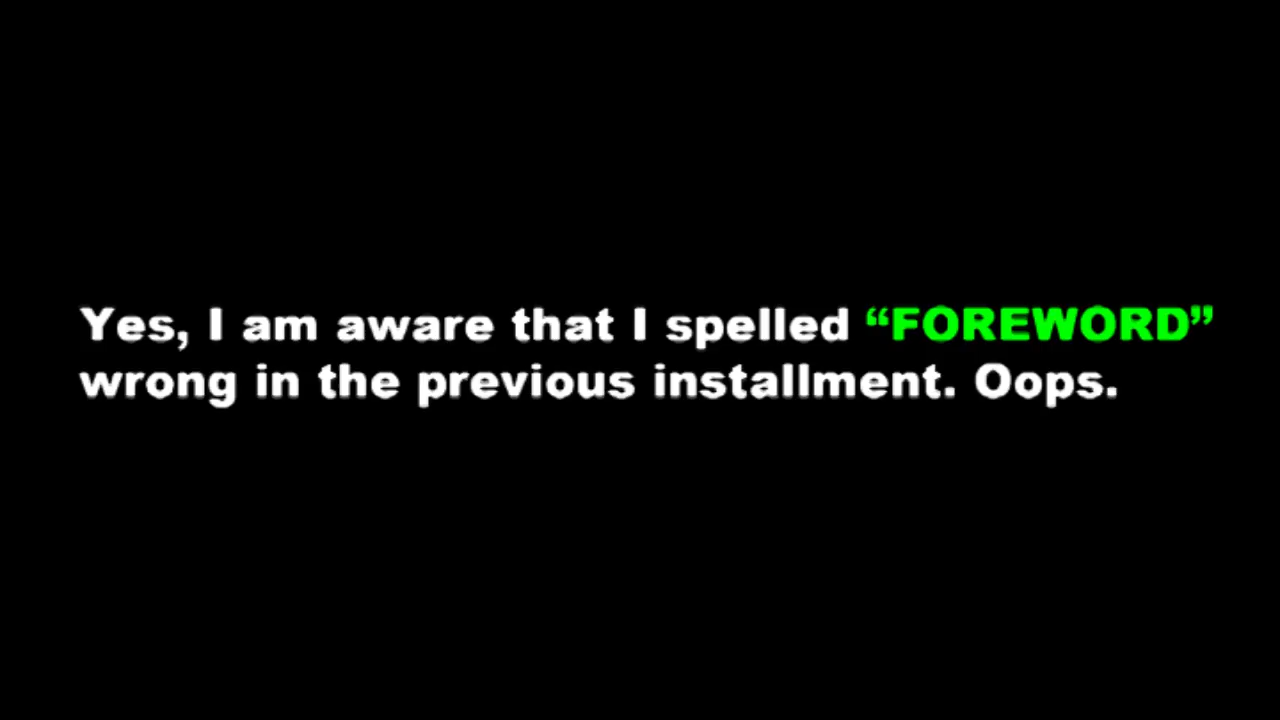 Yes, I am aware that I spelled “FOREWORD”
wrong in the previous installment. Oops.